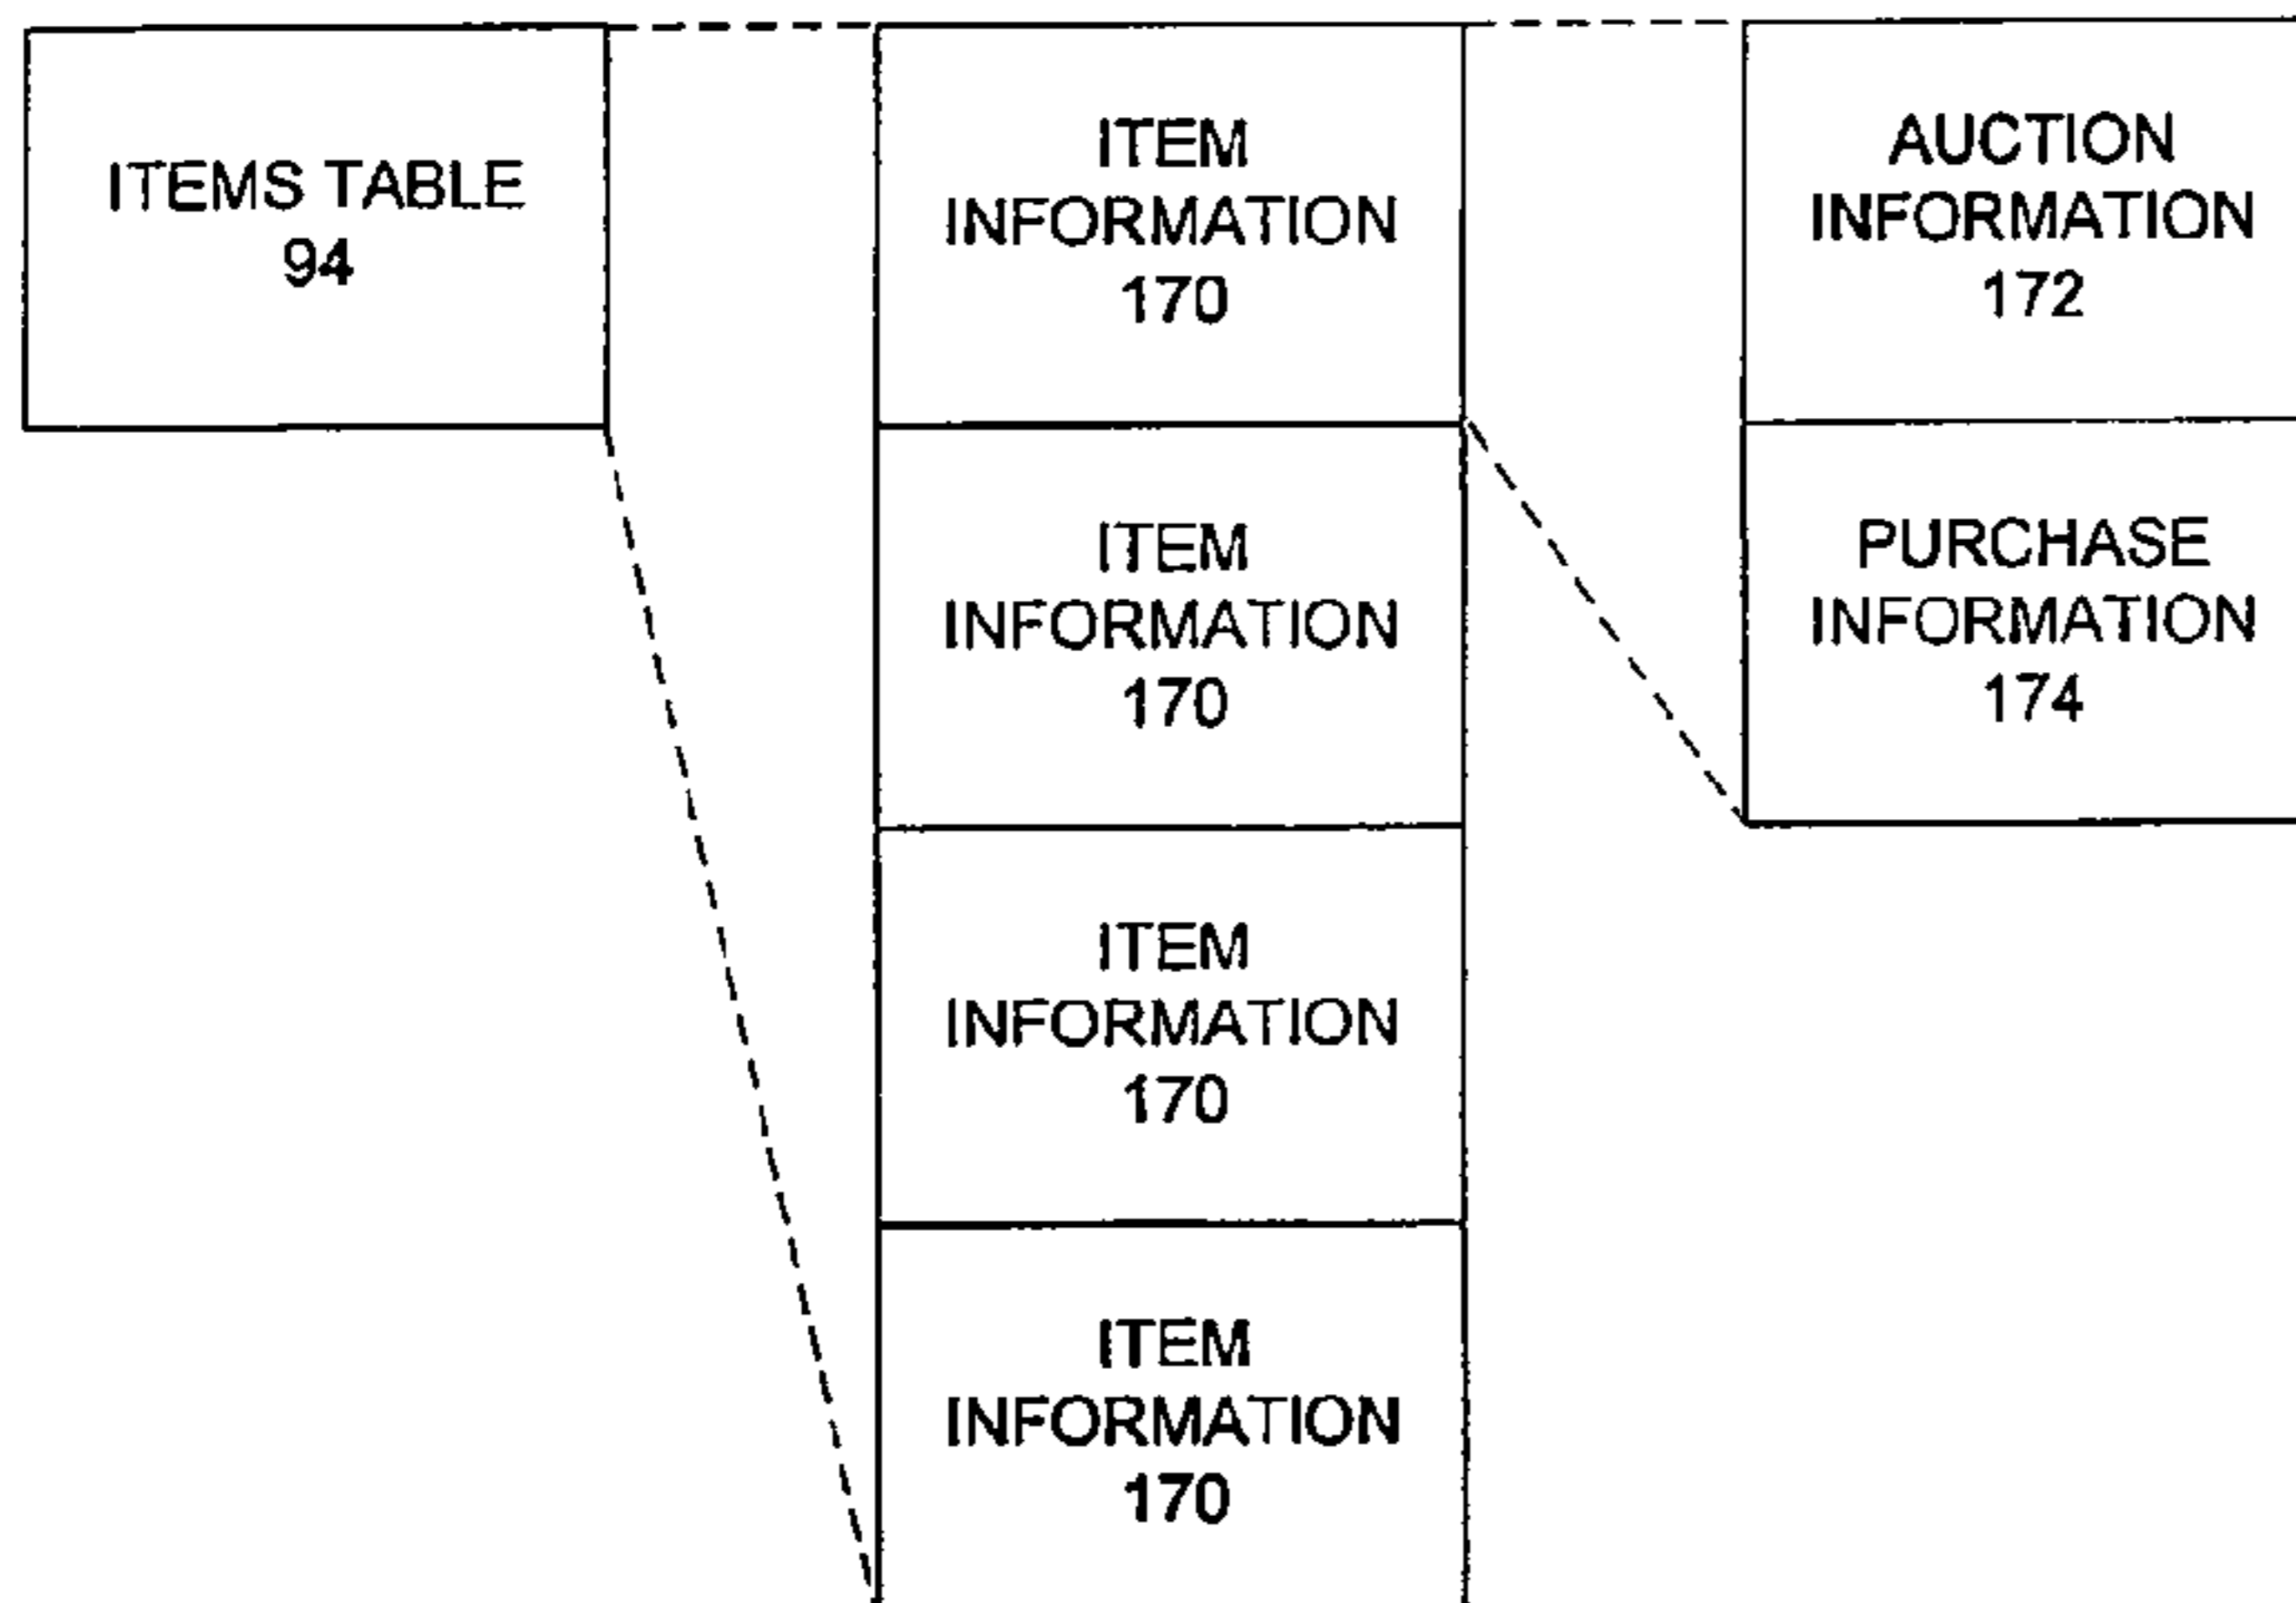 ITEMS TABLE
94
ITEM
INFORMATION
170
ITEM
INFORMATION
170
ITEM
INFORMATION
170
ITEM
INFORMATION
170
AUCTION
INFORMATION
172
PURCHASE
INFORMATION
174